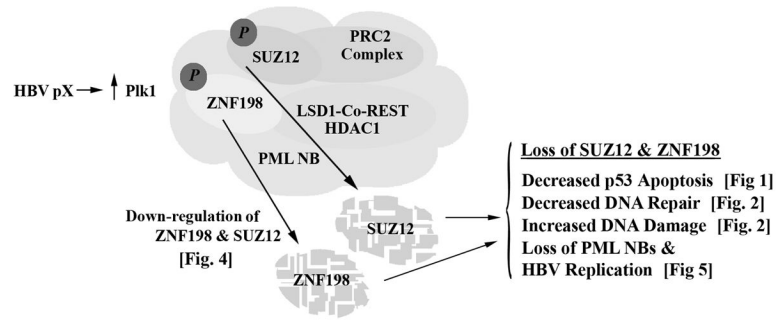 P
SUZ12
PRC2
Complex
P
HBV pX
Plk1
ZNF198
LSD1-Co-REST
HDAC1
PML NB
Down-regulation of
ZNF198 & SUZ12
[Fig. 4]
SUZ12
ZNF198
Loss of SUZ12 & ZNF198
Decreased p53 Apoptosis [Fig 1]
Decreased DNA Repair [Fig. 2]
Increased DNA Damage [Fig. 2]
Loss of PML NBs &
HBV Replication [Fig 5]